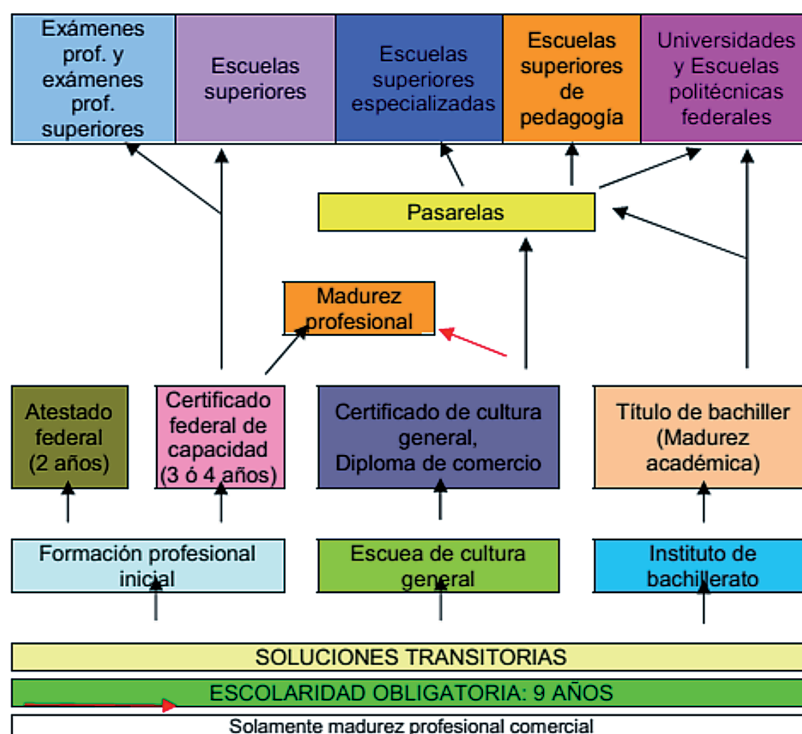 Exámenes
prof. y
exámenes
prof.
superiores
Escuelas
superiores
Escuelas
superiores
especializadas
Escuelas
superiores
de
pedagogía
Universidades
y Escuelas
politécnicas
federales
Pasarelas
Madurez
profesional
Atestado
federal
(2 años)
Certificado
federal de
capacidad
(3 ó 4 años)
Certificado de cultura
general,
Diploma de comercio
Título de bachiller
(Madurez
académica)
Formación profesional
inicial
Escuea de cultura
general
Instituto de
bachillerato
SOLUCIONES TRANSITORIAS
ESCOLARIDAD OBLIGATORIA: 9 AÑOS
Solamente madurez profesional comercial